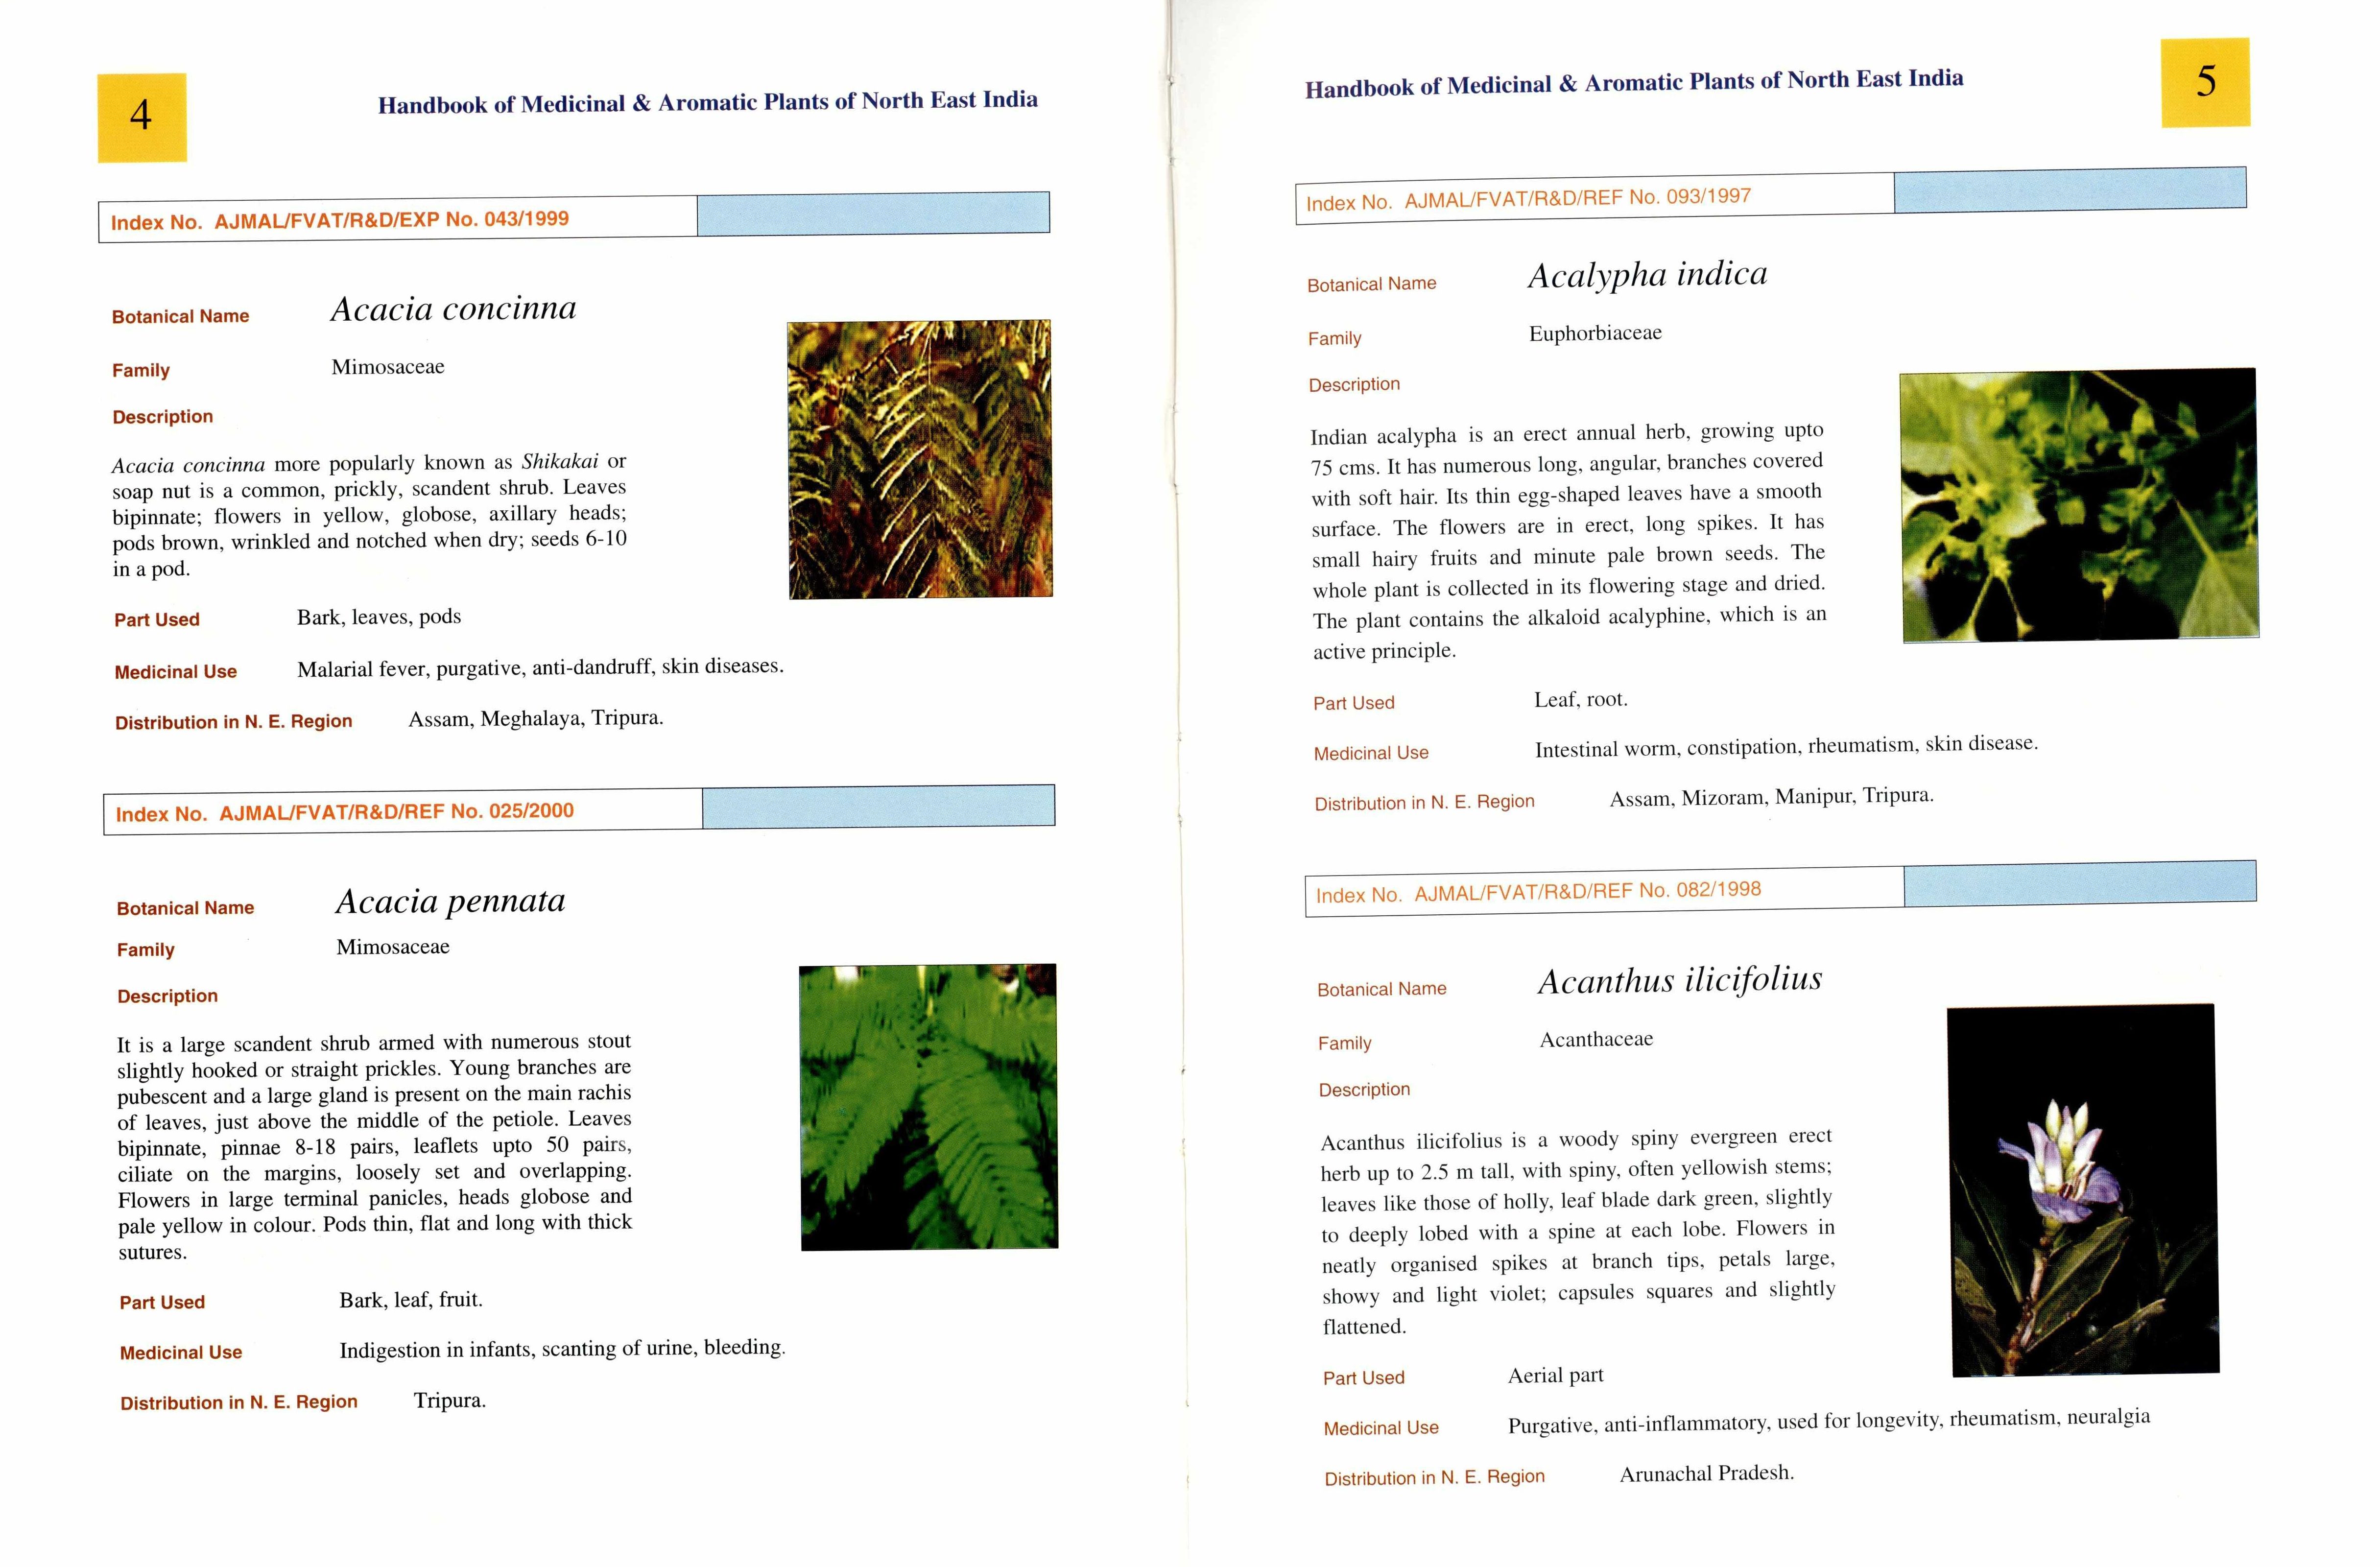 4
Handbook of Medicinal & Aromatic Plants of North East India
Index No. AJMAL/FVAT/R&D/EXP No. 043/1999
Botanical Name Acacia concinna
Family Mimosaceae
Description
Acacia concinna more popularly known as Shikakai or
soap nut is a common, prickly, scandent shrub. Leaves
bipinnate; flowers in yellow, globose, axillary heads;
pods brown, wrinkled and notched when dry; seeds 6-10
in a pod.
Part Used Bark, leaves, pods
Medicinal Use Malarial fever, purgative, anti-dandruff, skin diseases.
Distribution in N. E. Region Assam, Meghalaya, Tripura.
Index No. AJMAL/FVAT/R&D/REF No. 025/2000
Botanical Name Acacia pennata
Family Mimosaceae
Description
It is a large scandent shrub armed with numerous stout
slightly hooked or straight prickles. Young branches are
pubescent and a large gland is present on the main rachis
of leaves, just above the middle of the petiole. Leaves
bipinnate, pinnae 8-18 pairs, leaflets upto 50 pairs,
ciliate on the margins, loosely set and overlapping.
Flowers in large terminal panicles, heads globose and
pale yellow in colour. Pods thin, flat and long with thick
sutures.
Part Used Bark, leaf, fruit.
Medicinal Use Indigestion in infants, scanting of urine, bleeding.
Distribution in N. E. Region Tripura.
Handbook of Medicinal & Aromatic Plants of North East India
5
Index No. AJMAL/FVAT/R&D/REF No. 093/1997
Botanical Name Acalypha indica
Family Euphorbiaceae
Description
Indian acalypha is an erect annual herb, growing upto
75 cms. It has numerous long, angular, branches covered
with soft hair. Its thin egg-shaped leaves have a smooth
surface. The flowers are in erect, long spikes. It has
small hairy fruits and minute pale brown seeds. The
whole plant is collected in its flowering stage and dried.
The plant contains the alkaloid acalyphine, which is an
active principle.
Part Used Leaf, root.
Medicinal Use Intestinal worm, constipation, rheumatism, skin disease.
Distribution in N. E. Region Assam, Mizoram, Manipur, Tripura.
Index No. AJMAL/FVAT/R&D/REF No. 082/1998
Botanical Name Acanthus ilicifolius
Family Acanthaceae
Description
Acanthus ilicifolius is a woody spiny evergreen erect
herb up to 2.5 m tall, with spiny, often yellowish stems;
leaves like those of holly, leaf blade dark green, slightly
to deeply lobed with a spine at each lobe. Flowers in
neatly organised spikes at branch tips, petals large,
showy and light violet; capsules squares and slightly
flattened.
Part Used Aerial part
Medicinal Use Purgative, anti-inflammatory, used for longevity, rheumatism, neuralgia
Distribution in N. E. Region Arunachal Pradesh.